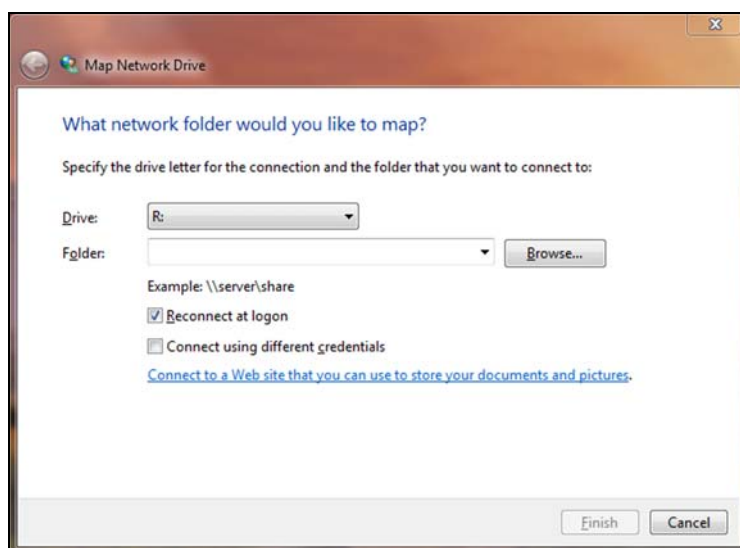 Map Network Drive
What network folder would you like to map?
Specify the drive letter for the connection and the folder that you want to connect to:
Drive: R:
Folder: Browse...
Example: \\server\share
Reconnect at logon
Connect using different credentials
Connect to a Web site that you can use to store your documents and pictures.
Finish Cancel